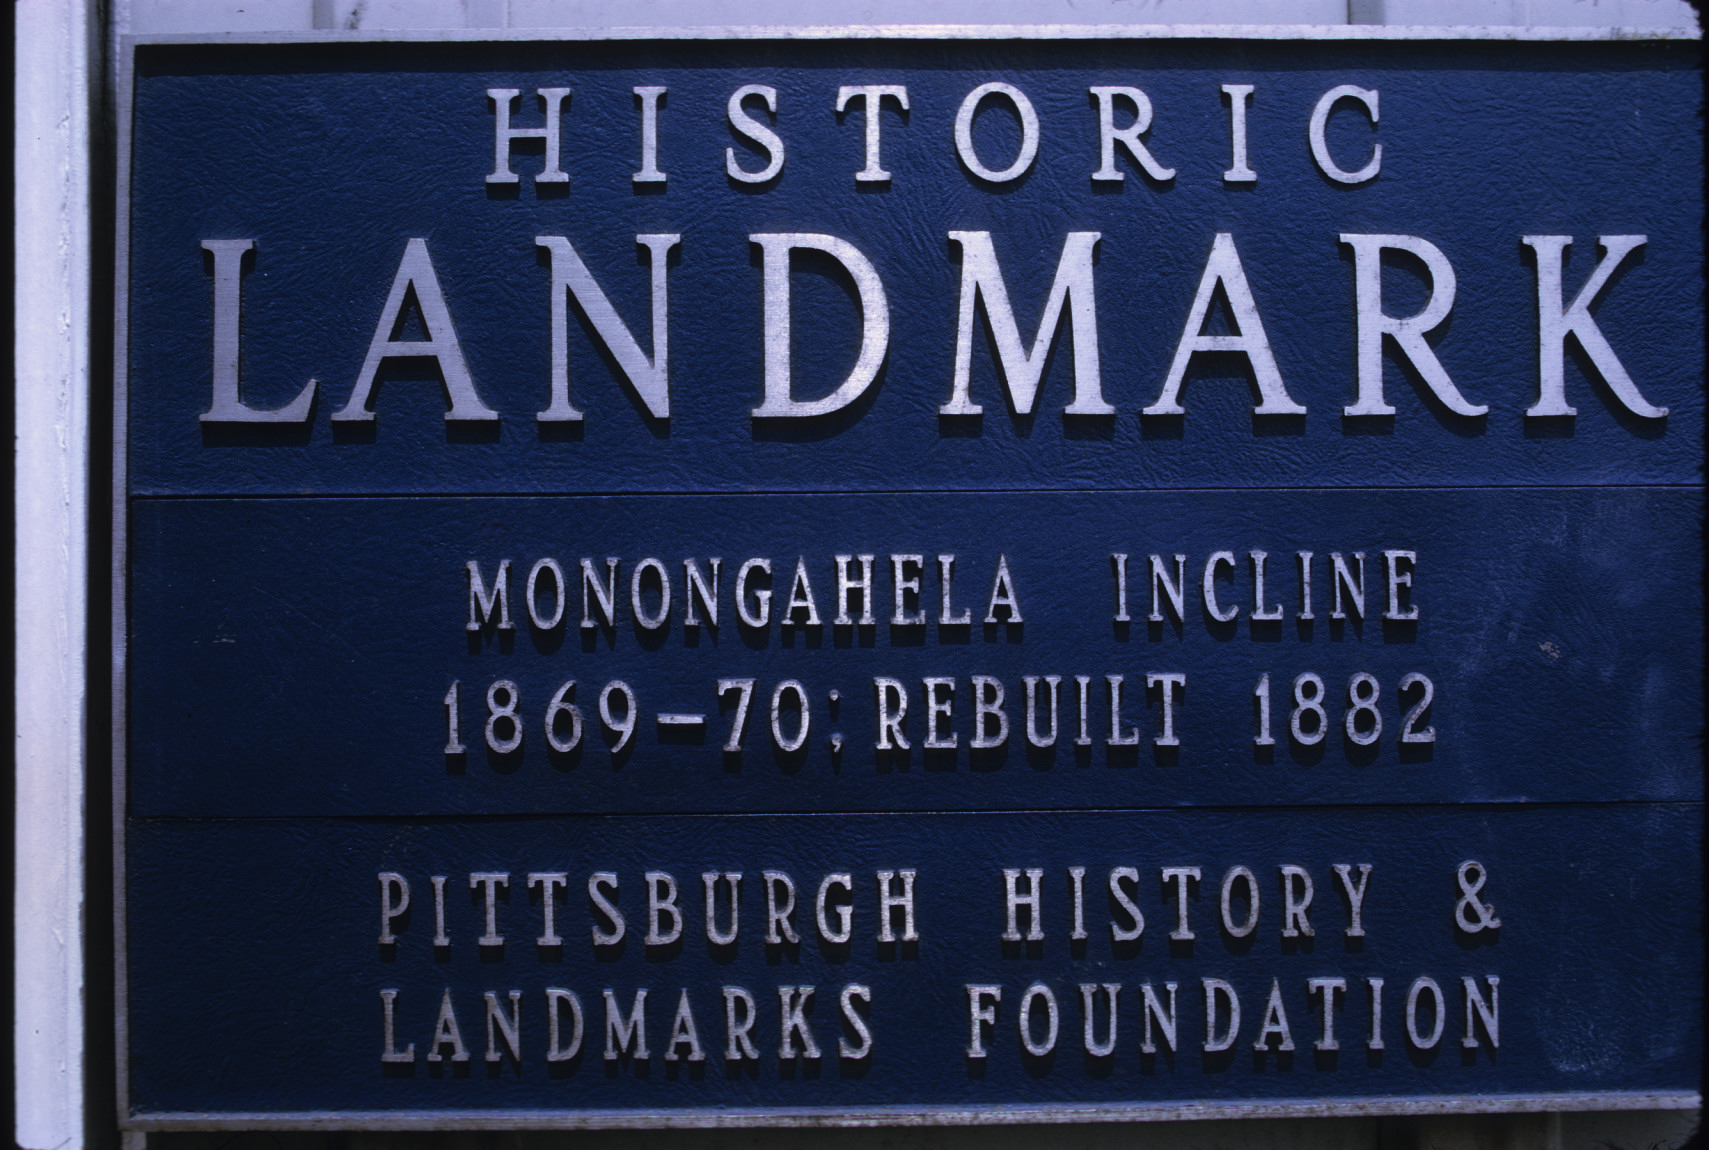 HISTORIC
LANDMARK
MONONGAHELA INCLINE
1869-70; REBUILT 1882
PITTSBURGH HISTORY &
LANDMARKS FOUNDATION